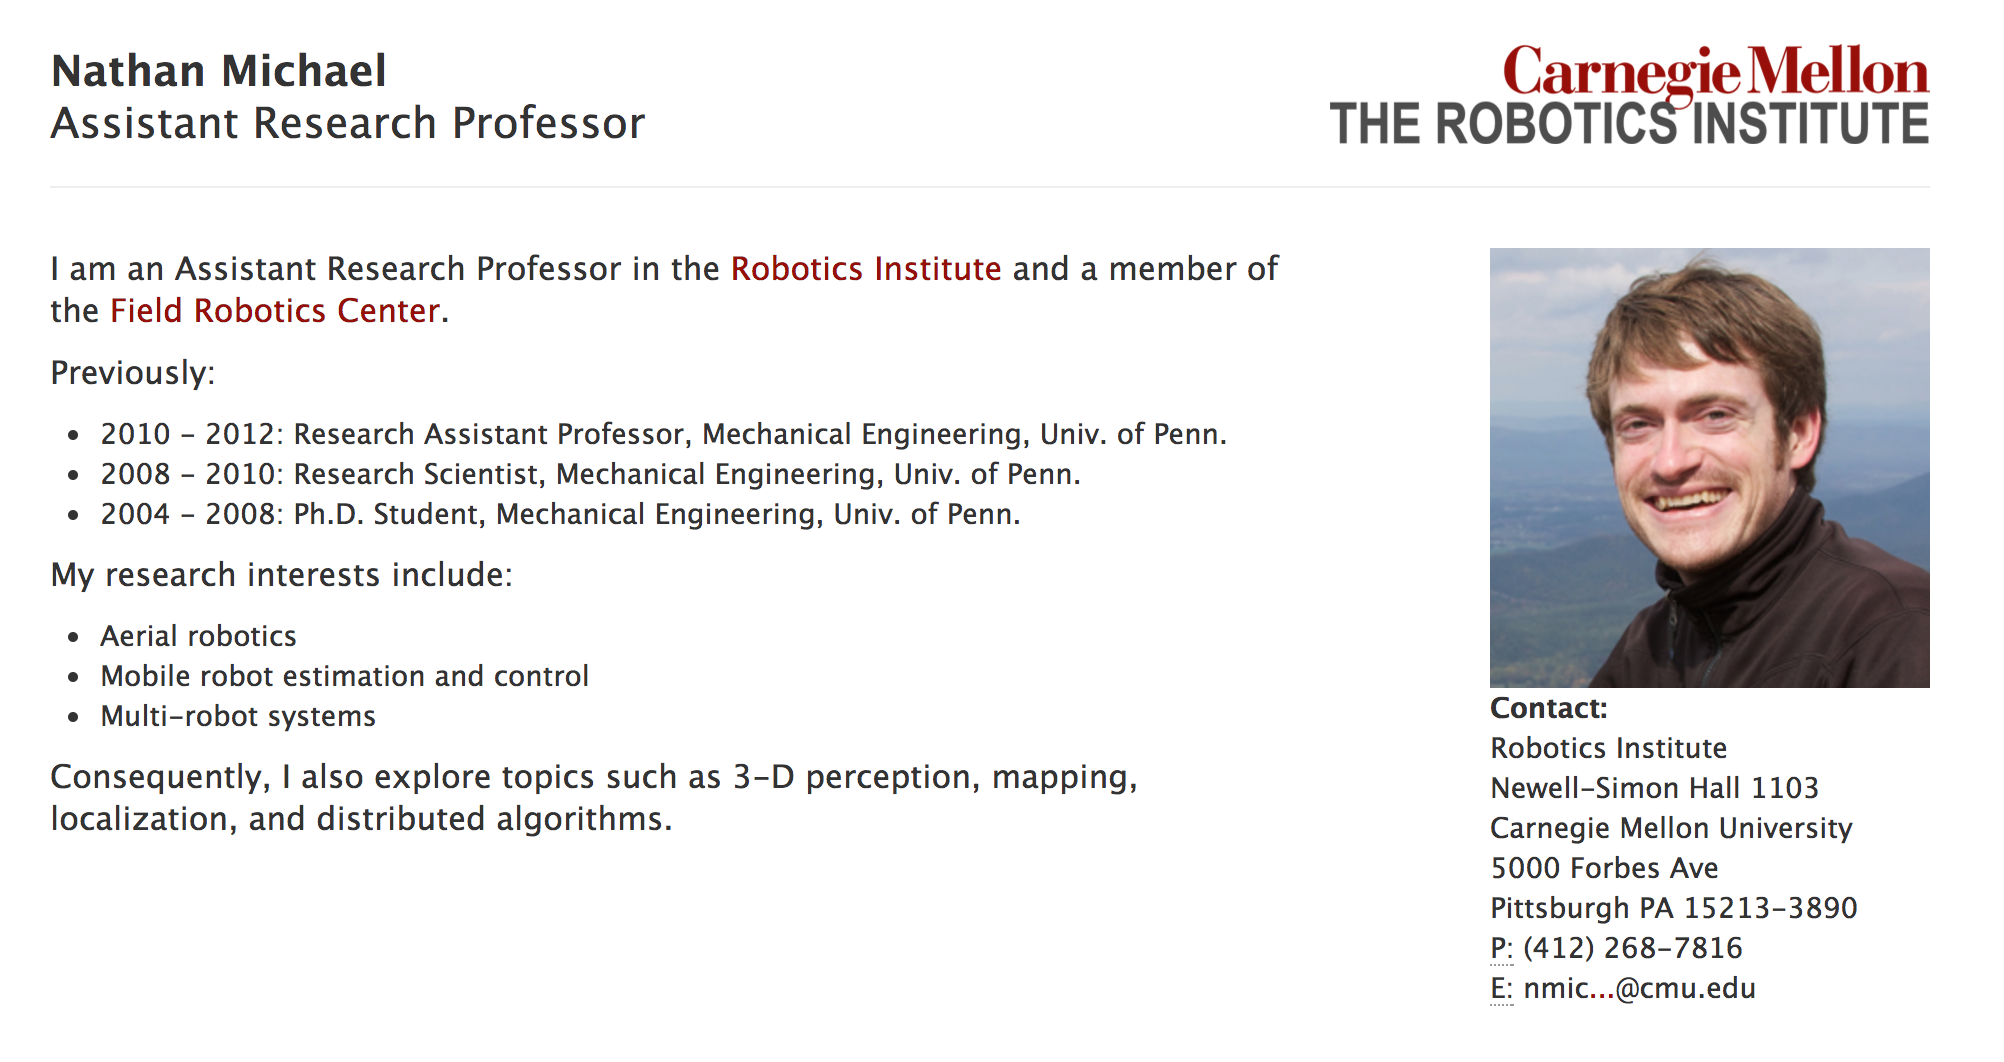 Nathan Michael
Assistant Research Professor
Carnegie Mellon
THE ROBOTICS INSTITUTE
I am an Assistant Research Professor in the Robotics Institute and a member of
the Field Robotics Center.
Previously:
• 2010 – 2012: Research Assistant Professor, Mechanical Engineering, Univ. of Penn.
• 2008 – 2010: Research Scientist, Mechanical Engineering, Univ. of Penn.
• 2004 – 2008: Ph.D. Student, Mechanical Engineering, Univ. of Penn.
My research interests include:
• Aerial robotics
• Mobile robot estimation and control
• Multi-robot systems
Consequently, I also explore topics such as 3-D perception, mapping,
localization, and distributed algorithms.
Contact:
Robotics Institute
Newell-Simon Hall 1103
Carnegie Mellon University
5000 Forbes Ave
Pittsburgh PA 15213-3890
P: (412) 268-7816
E: nmic...@cmu.edu